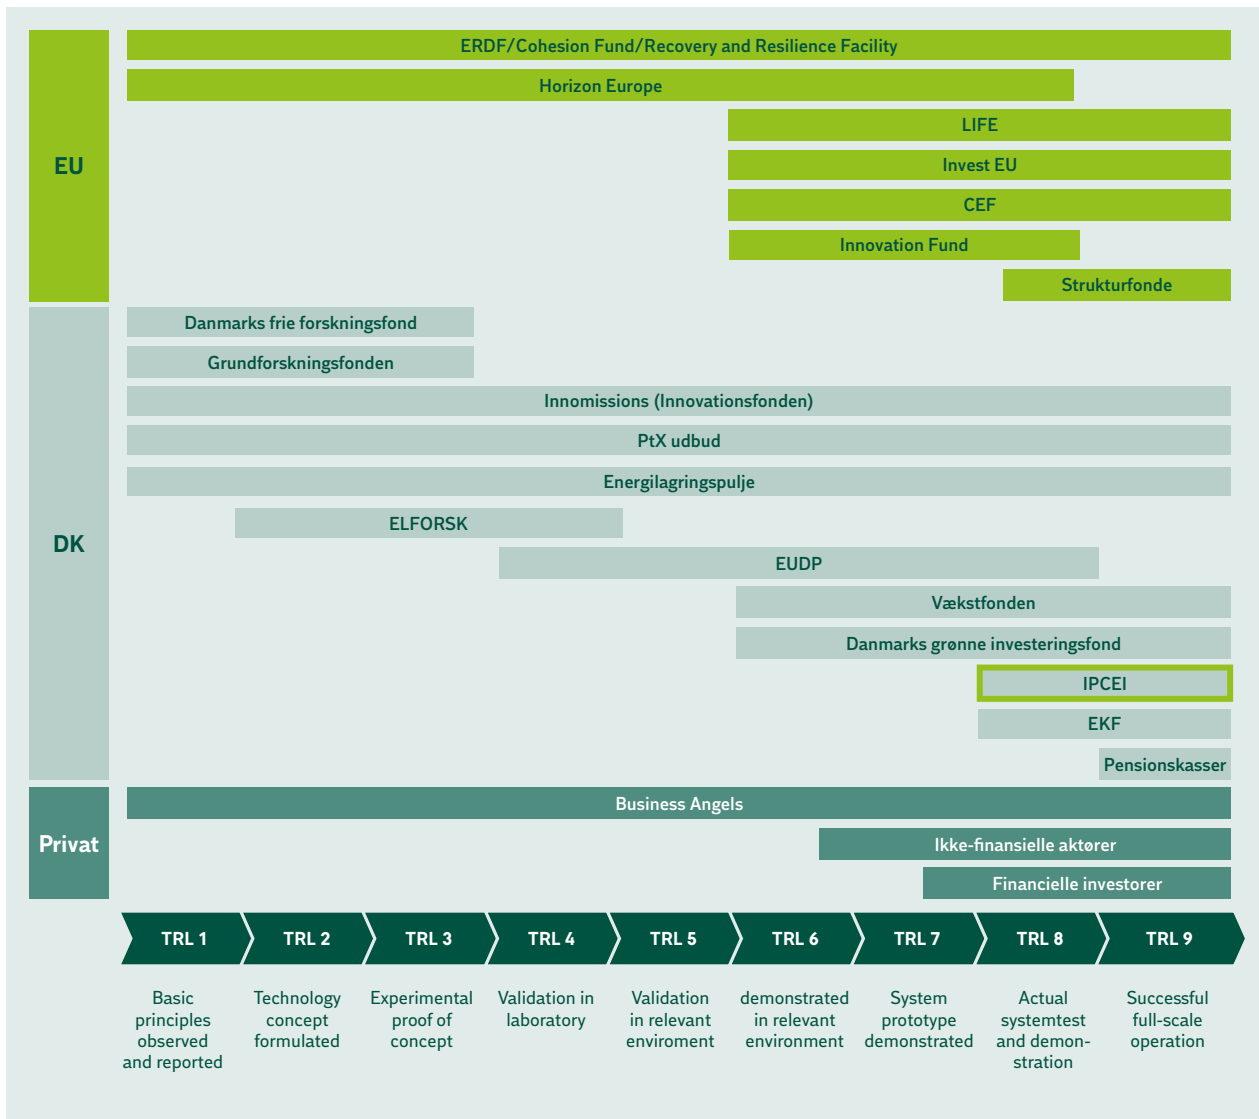 EU
ERDF/Cohesion Fund/Recovery and Resilience Facility
Horizon Europe
LIFE
Invest EU
CEF
Innovation Fund
Strukturfonde
DK
Danmarks frie forskningsfond
Grundforskningsfonden
Innomissions (Innovationsfonden)
PtX udbud
Energilagringspulje
ELFORSK
EUDP
Vækstfonden
Danmarks grønne investeringsfond
IPCEI
EKF
Pensionskasser
Privat
Business Angels
Ikke-finansielle aktører
Financielle investorer
TRL 1
TRL 2
TRL 3
TRL 4
TRL 5
TRL 6
TRL 7
TRL 8
TRL 9
Basic
principles
observed
and reported
Technology
concept
formulated
Experimental
proof of
concept
Validation in
laboratory
Validation
in relevant
enviroment
demonstrated
in relevant
environment
System
prototype
demonstrated
Actual
systemtest
and demon-
stration
Successful
full-scale
operation